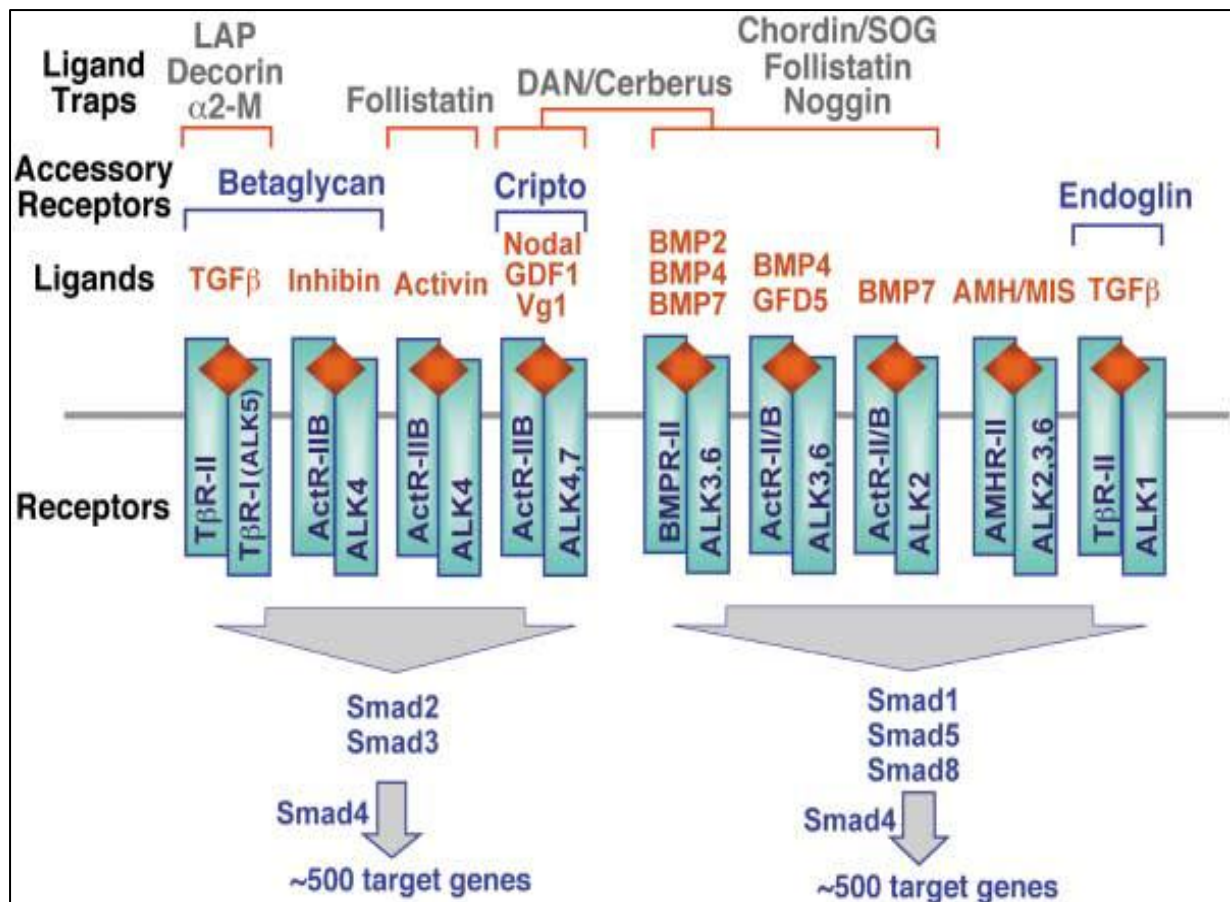 Ligand
Traps
LAP
Decorin
α2-M
Follistatin
DAN/Cerberus
Chordin/SOG
Follistatin
Noggin
Accessory
Receptors
Betaglycan
Cripto
Endoglin
Ligands
TGFβ
Inhibin
Activin
Nodal
GDF1
Vg1
BMP2
BMP4
BMP7
BMP4
GFD5
BMP7
AMH/MIS
TGFβ
Receptors
TβR-II
TβR-I (ALK5)
ActR-IIB
ALK4
ActR-IIB
ALK4
ActR-IIB
ALK4,7
BMPR-II
ALK3.6
ActR-II/B
ALK3,6
ActR-II/B
ALK2
AMHR-II
ALK2,3,6
TβR-II
ALK1
Smad2
Smad3
Smad4
~500 target genes
Smad1
Smad5
Smad8
Smad4
~500 target genes